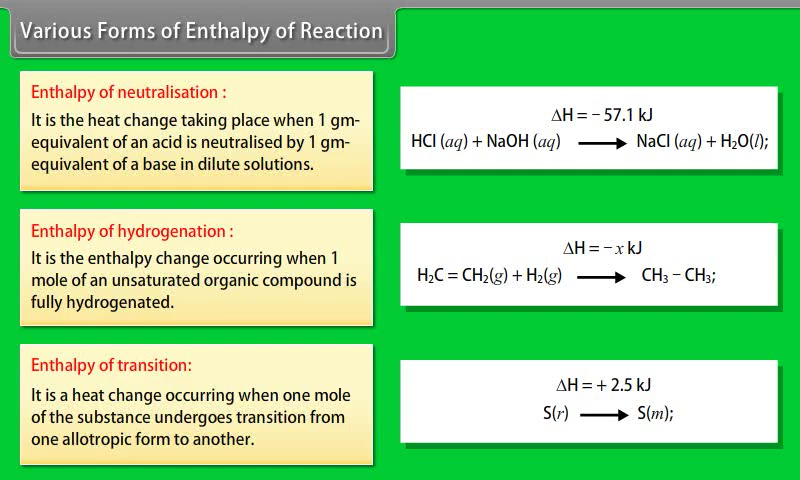 Various Forms of Enthalpy of Reaction
Enthalpy of neutralisation :
It is the heat change taking place when 1 gm-
equivalent of an acid is neutralised by 1 gm-
equivalent of a base in dilute solutions.
ΔH = − 57.1 kJ
HCl (aq) + NaOH (aq) ⟶ NaCl (aq) + H₂O(l);
Enthalpy of hydrogenation :
It is the enthalpy change occurring when 1
mole of an unsaturated organic compound is
fully hydrogenated.
ΔH = − x kJ
H₂C = CH₂(g) + H₂(g) ⟶ CH₃ − CH₃;
Enthalpy of transition:
It is a heat change occurring when one mole
of the substance undergoes transition from
one allotropic form to another.
ΔH = + 2.5 kJ
S(r) ⟶ S(m);